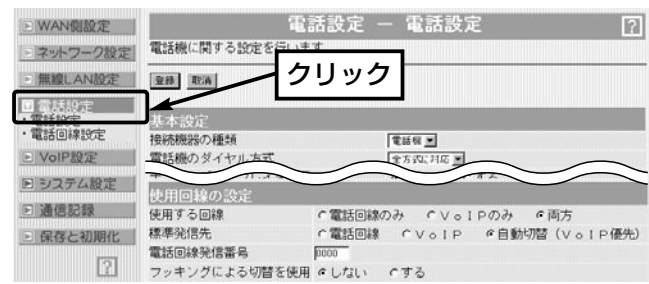 WAN側設定
ネットワーク設定
無線LAN設定
電話設定
・電話設定
・電話回線設定
VoIP設定
システム設定
通信記録
保存と初期化
?
電話設定 － 電話設定
?
電話機に関する設定を行います
登録 取消
クリック
基本設定
接続機器の種類 電話機
電話機のダイヤル方式 全方式に対応
使用回線の設定
使用する回線 電話回線のみ VoIPのみ 両方
標準発信先 電話回線 VoIP 自動切替（VoIP優先）
電話回線発信番号 0000
フッキングによる切替を使用 しない する